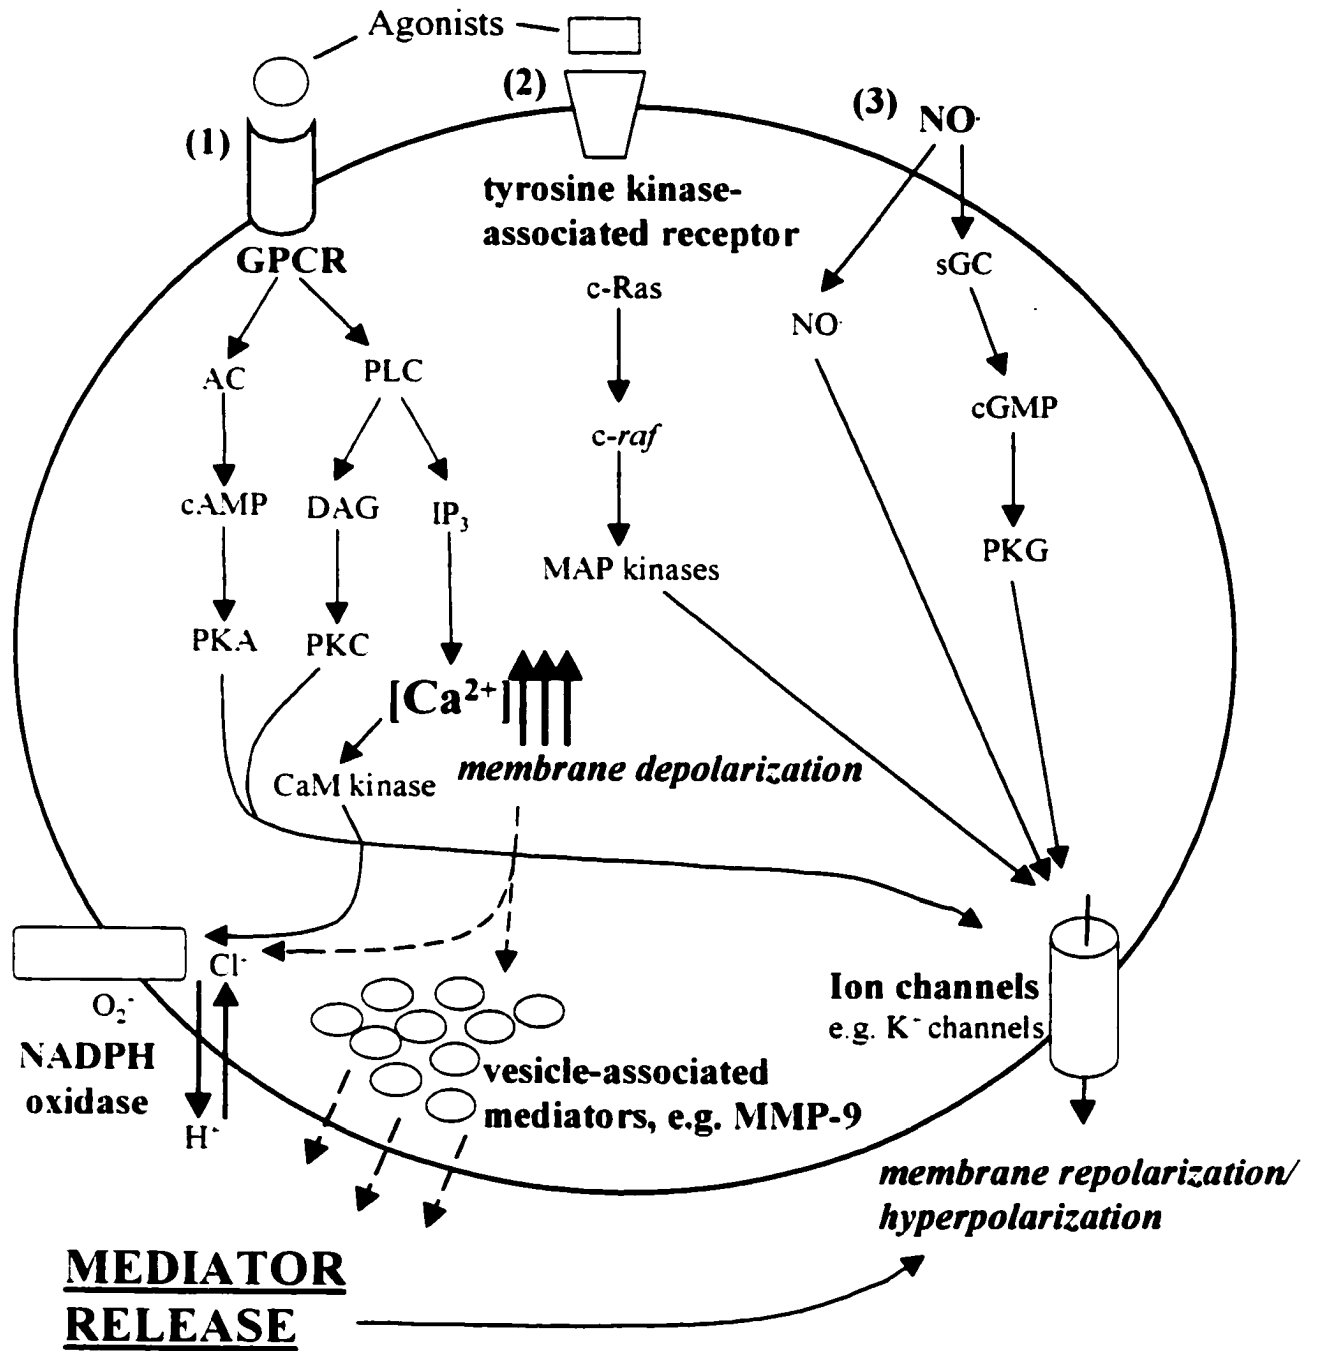 Agonists
(1)
(2)
(3)
NO·
tyrosine kinase-
associated receptor
GPCR
c-Ras
sGC
NO·
AC
PLC
c-raf
cGMP
cAMP
DAG
IP₃
MAP kinases
PKG
PKA
PKC
[Ca²⁺]
membrane depolarization
CaM kinase
Cl⁻
O₂⁻
NADPH
oxidase
H⁺
Ion channels
e.g. K⁺ channels
vesicle-associated
mediators, e.g. MMP-9
membrane repolarization/
hyperpolarization
MEDIATOR
RELEASE